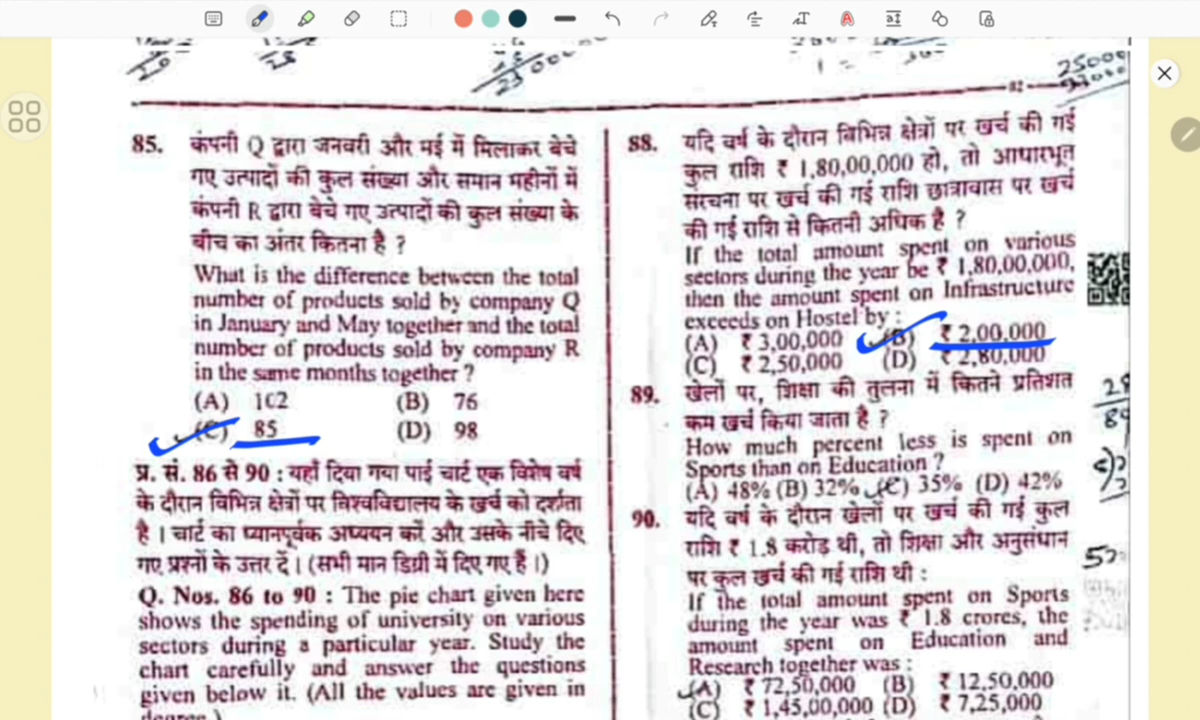 25000
82
85. कंपनी Q द्वारा जनवरी और मई में मिलाकर बेचे
गए उत्पादों की कुल संख्या और समान महीनों में
कंपनी R द्वारा बेचे गए उत्पादों की कुल संख्या के
बीच का अंतर कितना है ?
What is the difference between the total
number of products sold by company Q
in January and May together and the total
number of products sold by company R
in the same months together ?
(A) 102 (B) 76
(C) 85 (D) 98
प्र. सं. 86 से 90 : यहाँ दिया गया पाई चार्ट एक विशेष वर्ष
के दौरान विभिन्न क्षेत्रों पर विश्वविद्यालय के खर्च को दर्शाता
है । चार्ट का ध्यानपूर्वक अध्ययन करें और उसके नीचे दिए
गए प्रश्नों के उत्तर दें । (सभी मान डिग्री में दिए गए हैं ।)
Q. Nos. 86 to 90 : The pie chart given here
shows the spending of university on various
sectors during a particular year. Study the
chart carefully and answer the questions
given below it. (All the values are given in
degree.)
88. यदि वर्ष के दौरान विभिन्न क्षेत्रों पर खर्च की गई
कुल राशि ₹ 1,80,00,000 हो, तो आधारभूत
संरचना पर खर्च की गई राशि छात्रावास पर खर्च
की गई राशि से कितनी अधिक है ?
If the total amount spent on various
sectors during the year be ₹ 1,80,00,000,
then the amount spent on Infrastructure
exceeds on Hostel by :
(A) ₹ 3,00,000 (B) ₹ 2,00,000
(C) ₹ 2,50,000 (D) ₹ 2,80,000
89. खेलों पर, शिक्षा की तुलना में कितने प्रतिशत
कम खर्च किया जाता है ?
How much percent less is spent on
Sports than on Education ?
(A) 48% (B) 32% (C) 35% (D) 42%
90. यदि वर्ष के दौरान खेलों पर खर्च की गई कुल
राशि ₹ 1.8 करोड़ थी, तो शिक्षा और अनुसंधान
पर कुल खर्च की गई राशि थी :
If the total amount spent on Sports
during the year was ₹ 1.8 crores, the
amount spent on Education and
Research together was :
(A) ₹ 72,50,000 (B) ₹ 12,50,000
(C) ₹ 1,45,00,000 (D) ₹ 7,25,000